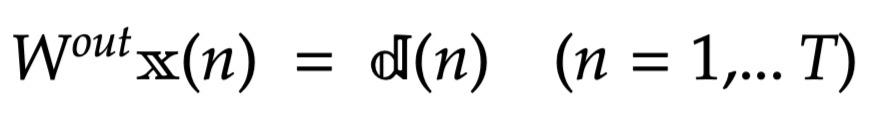 W^{out} 𝕩(n) = 𝕕(n) (n = 1,... T)